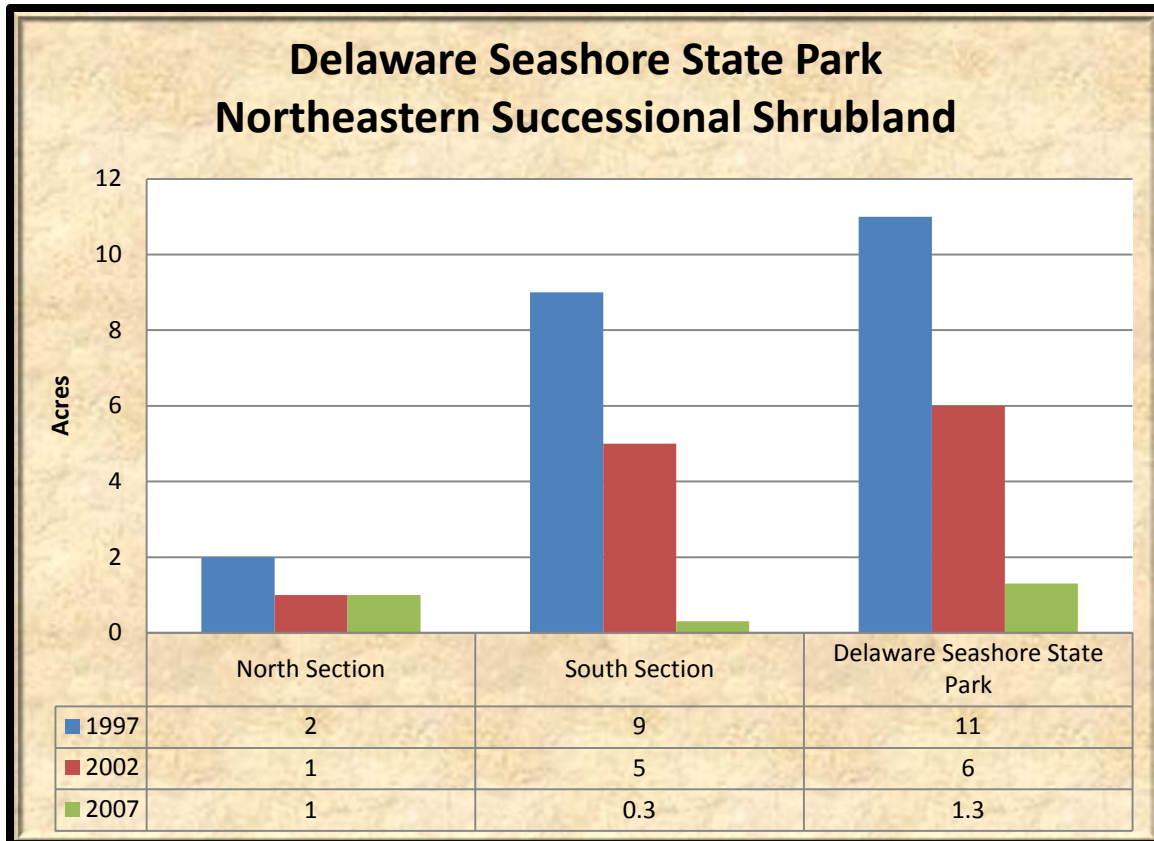 Delaware Seashore State Park
Northeastern Successional Shrubland
12
10
8
6
4
2
0
Acres
North Section South Section Delaware Seashore State
Park
1997 2 9 11
2002 1 5 6
2007 1 0.3 1.3